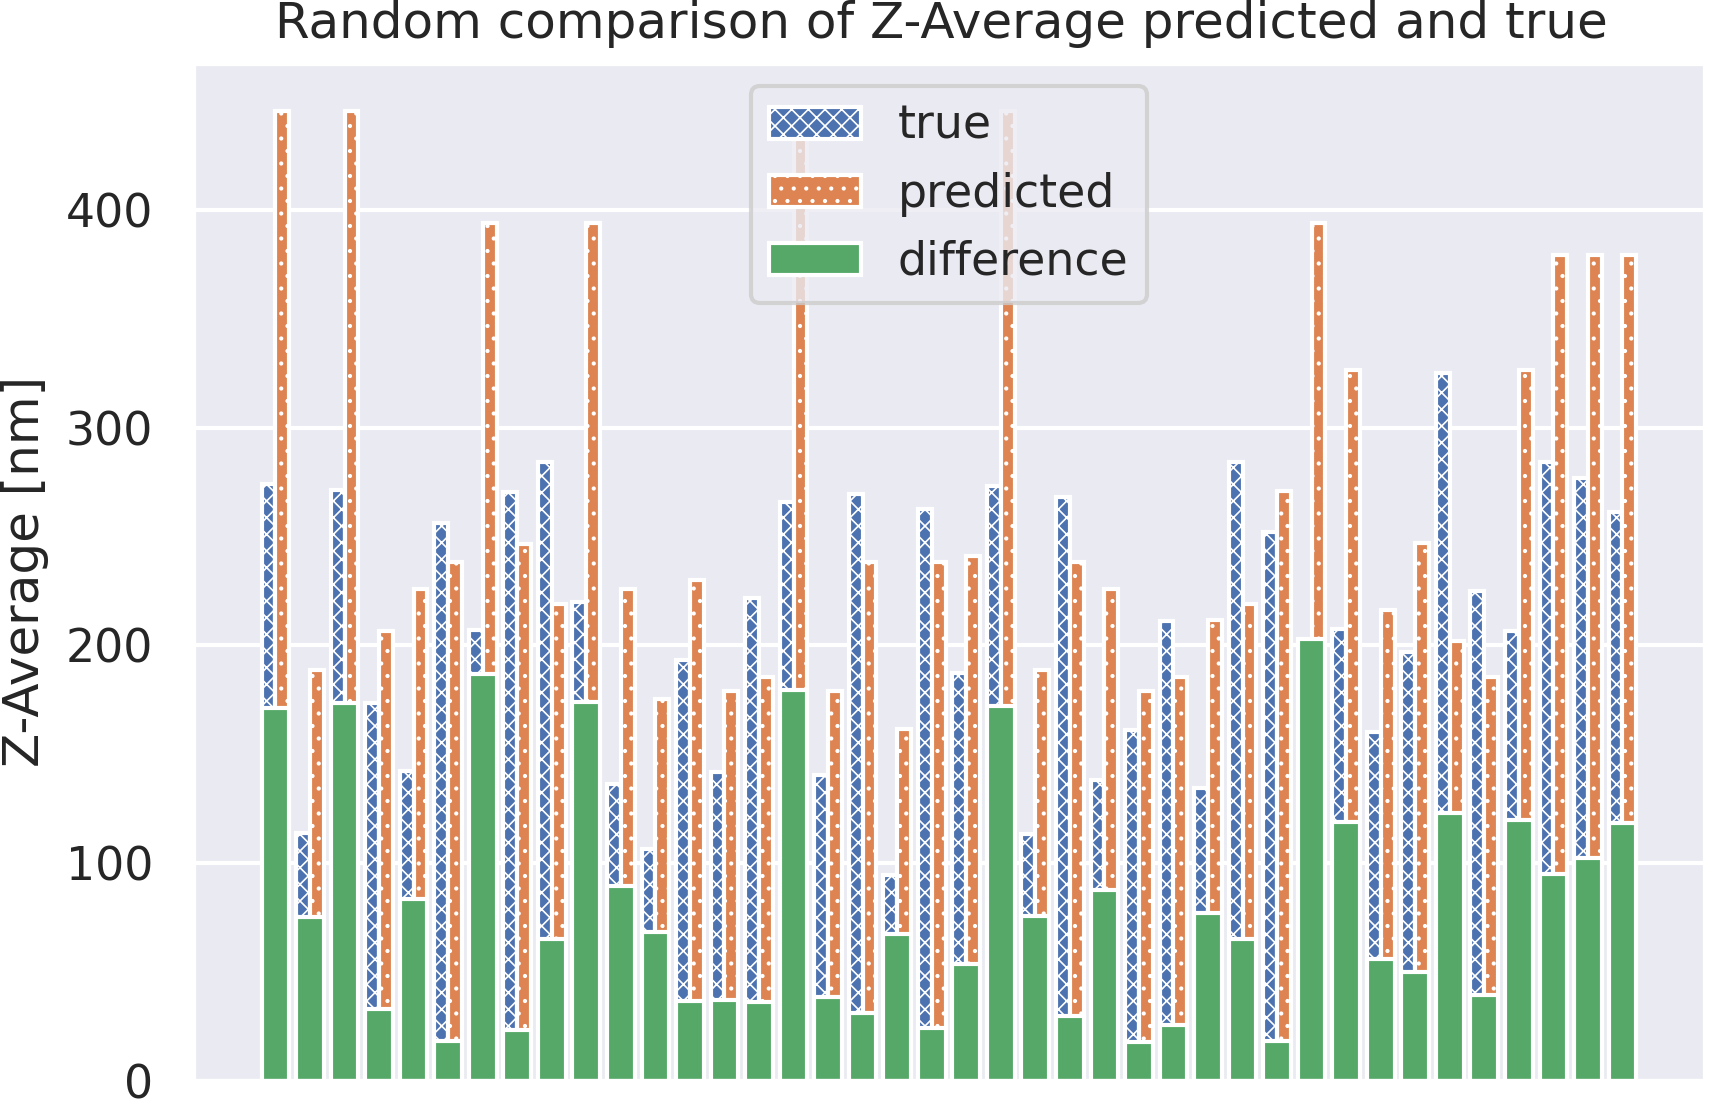 Random comparison of Z-Average predicted and true
true
predicted
difference
Z-Average [nm]
400
300
200
100
0